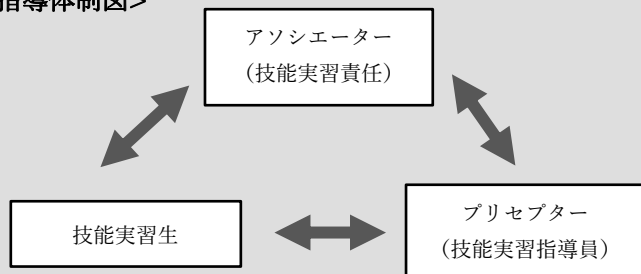 指導体制図>
アソシエーター
(技能実習責任)
技能実習生
プリセプター
(技能実習指導員)